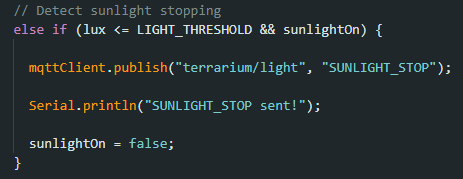 // Detect sunlight stopping
else if (lux <= LIGHT_THRESHOLD && sunlightOn) {
mqttClient.publish("terrarium/light", "SUNLIGHT_STOP");
Serial.println("SUNLIGHT_STOP sent!");
sunlightOn = false;
}